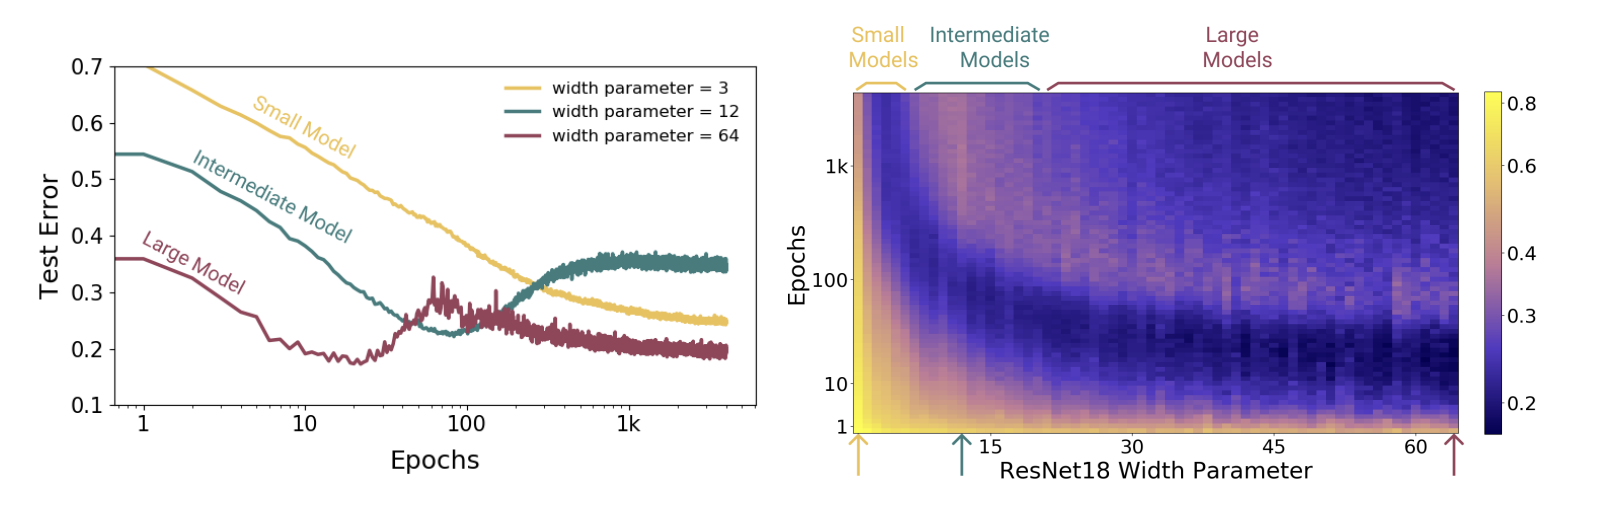 0.7
0.6
0.5
0.4
0.3
0.2
0.1
Test Error
1
10
100
1k
Epochs
Small Model
Intermediate Model
Large Model
width parameter = 3
width parameter = 12
width parameter = 64
Small
Models
Intermediate
Models
Large
Models
1k
100
10
1
Epochs
15
30
45
60
ResNet18 Width Parameter
0.8
0.6
0.4
0.3
0.2